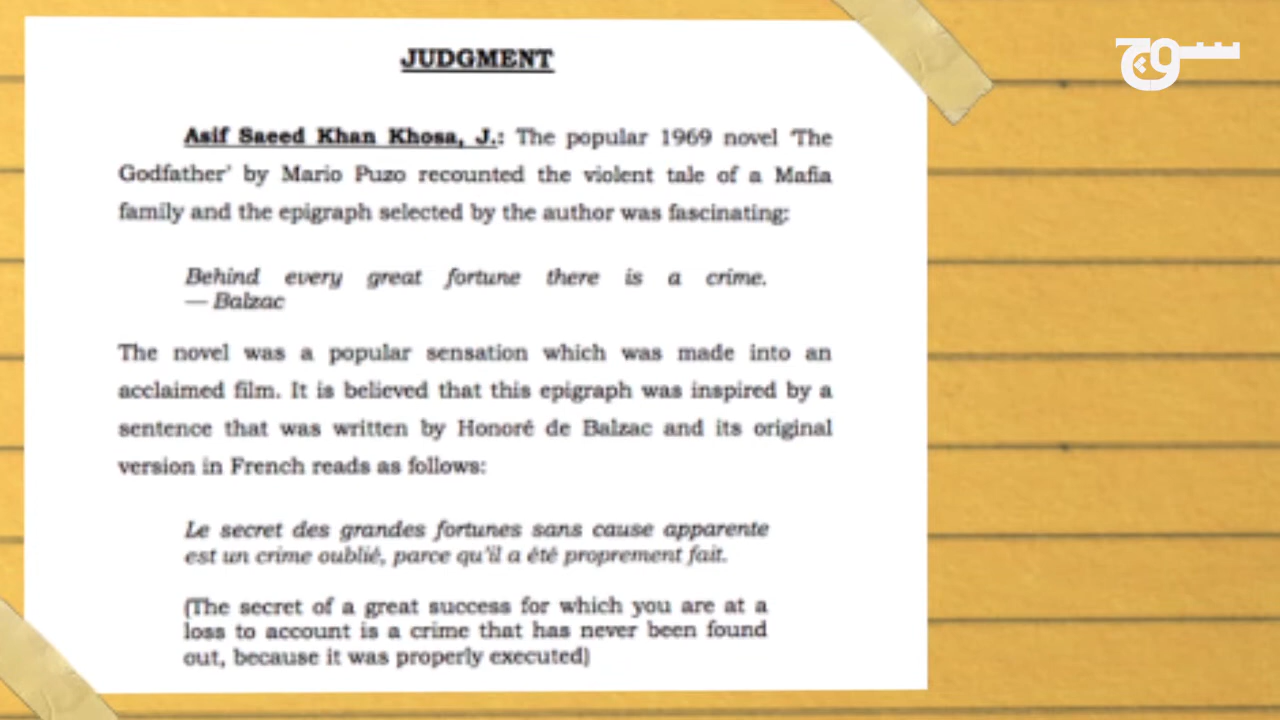 JUDGMENT
Asif Saeed Khan Khosa, J.: The popular 1969 novel ‘The
Godfather’ by Mario Puzo recounted the violent tale of a Mafia
family and the epigraph selected by the author was fascinating:
Behind every great fortune there is a crime.
— Balzac
The novel was a popular sensation which was made into an
acclaimed film. It is believed that this epigraph was inspired by a
sentence that was written by Honoré de Balzac and its original
version in French reads as follows:
Le secret des grandes fortunes sans cause apparente
est un crime oublié, parce qu’il a été proprement fait.
(The secret of a great success for which you are at a
loss to account is a crime that has never been found
out, because it was properly executed)